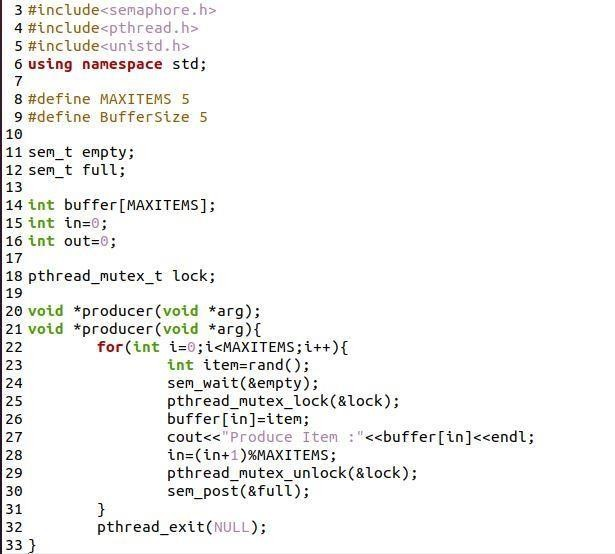 3 #include<semaphore.h>
4 #include<pthread.h>
5 #include<unistd.h>
6 using namespace std;
7
8 #define MAXITEMS 5
9 #define BufferSize 5
10
11 sem_t empty;
12 sem_t full;
13
14 int buffer[MAXITEMS];
15 int in=0;
16 int out=0;
17
18 pthread_mutex_t lock;
19
20 void *producer(void *arg);
21 void *producer(void *arg){
22         for(int i=0;i<MAXITEMS;i++){
23                 int item=rand();
24                 sem_wait(&empty);
25                 pthread_mutex_lock(&lock);
26                 buffer[in]=item;
27                 cout<<"Produce Item :"<<buffer[in]<<endl;
28                 in=(in+1)%MAXITEMS;
29                 pthread_mutex_unlock(&lock);
30                 sem_post(&full);
31         }
32         pthread_exit(NULL);
33 }